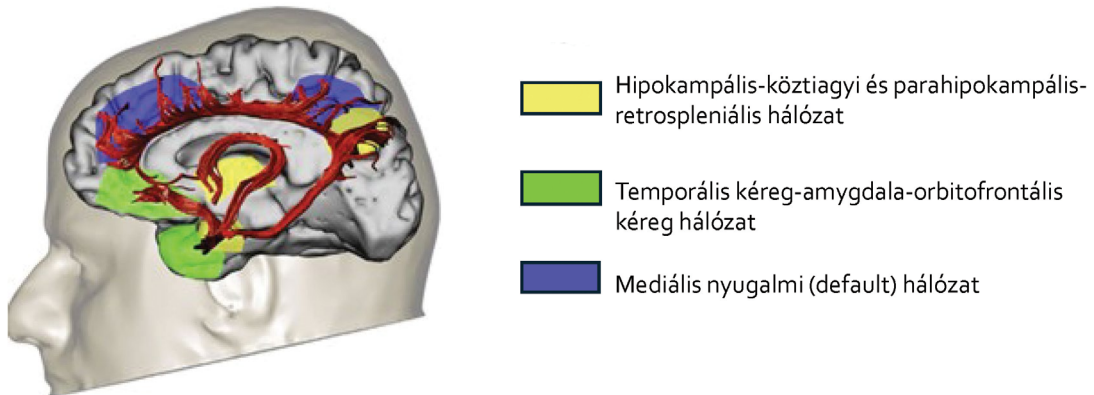 Hipokampális-köztiagyi és parahipokampális-
retrospleniális hálózat
Temporális kéreg-amygdala-orbitofrontális
kéreg hálózat
Mediális nyugalmi (default) hálózat